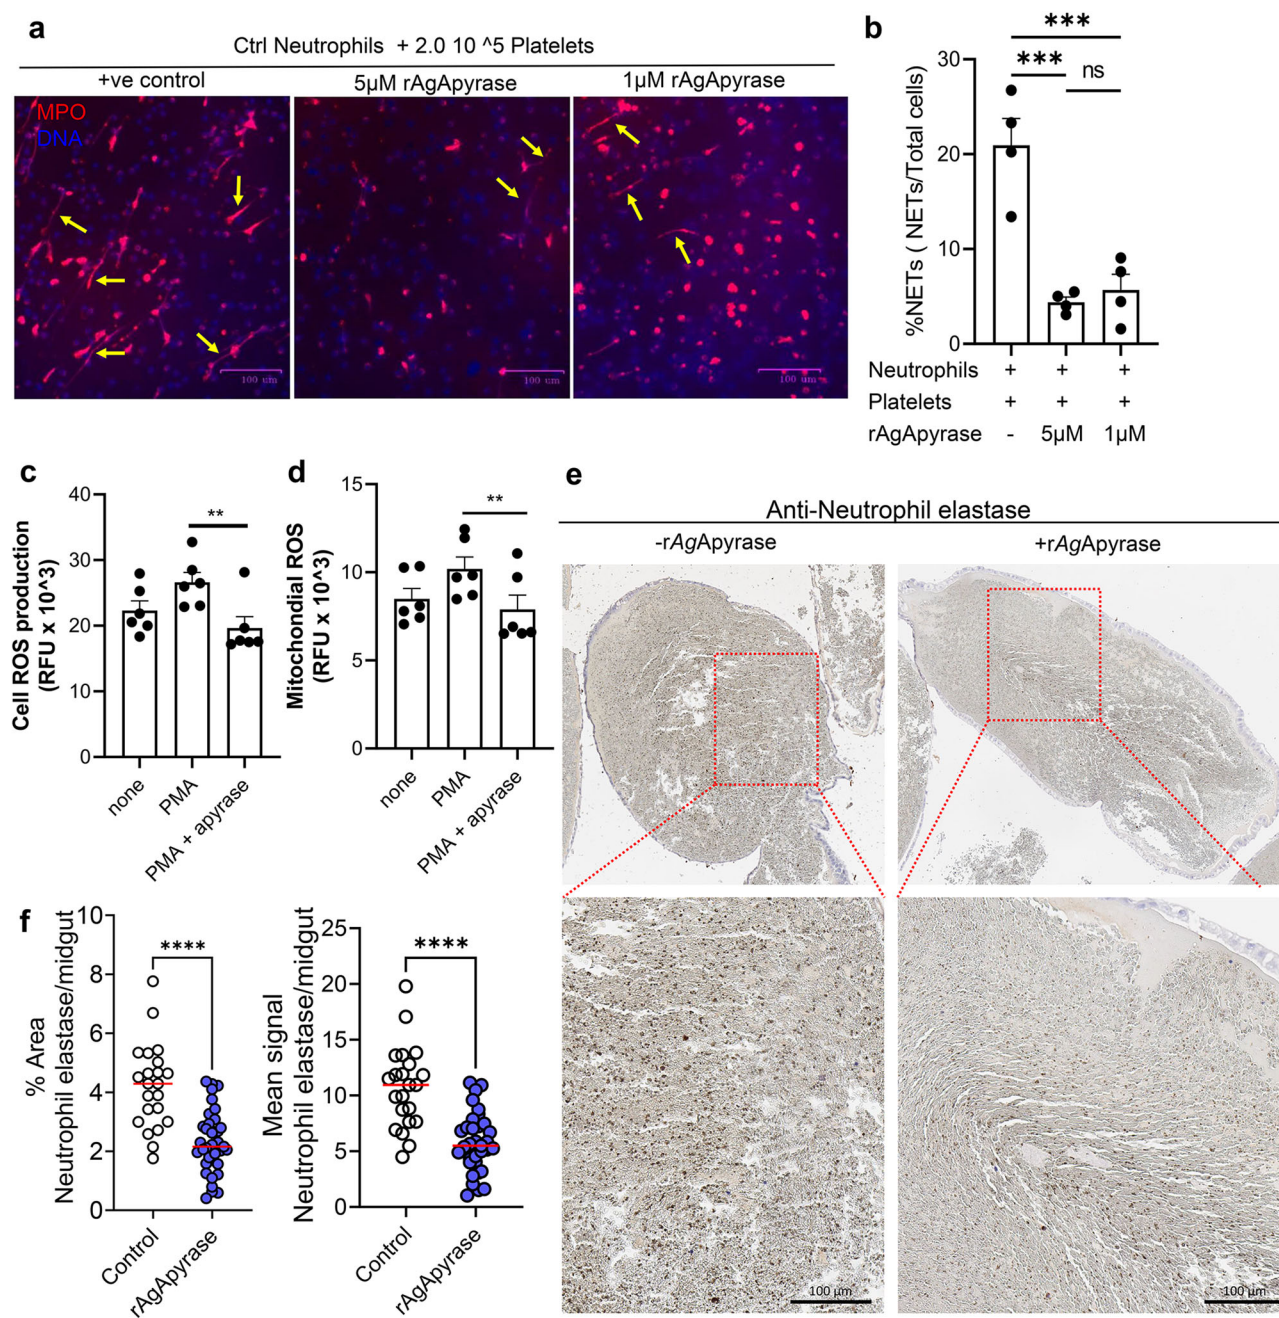 a
Ctrl Neutrophils + 2.0 10 ^5 Platelets
+ve control
5µM rAgApyrase
1µM rAgApyrase
MPO
DNA
100 um
100 um
100 um
b
***
***
ns
%NETs ( NETs/Total cells)
30
20
10
0
Neutrophils + + +
Platelets + + +
rAgApyrase - 5µM 1µM
c
Cell ROS production
(RFU x 10^3)
40
30
20
10
0
**
none
PMA
PMA + apyrase
d
Mitochondial ROS
(RFU x 10^3)
15
10
5
0
**
none
PMA
PMA + apyrase
e
Anti-Neutrophil elastase
-rAgApyrase
+rAgApyrase
100 µm
100 µm
f
% Area
Neutrophil elastase/midgut
10
8
6
4
2
0
****
Control
rAgApyrase
Mean signal
Neutrophil elastase/midgut
25
20
15
10
5
0
****
Control
rAgApyrase